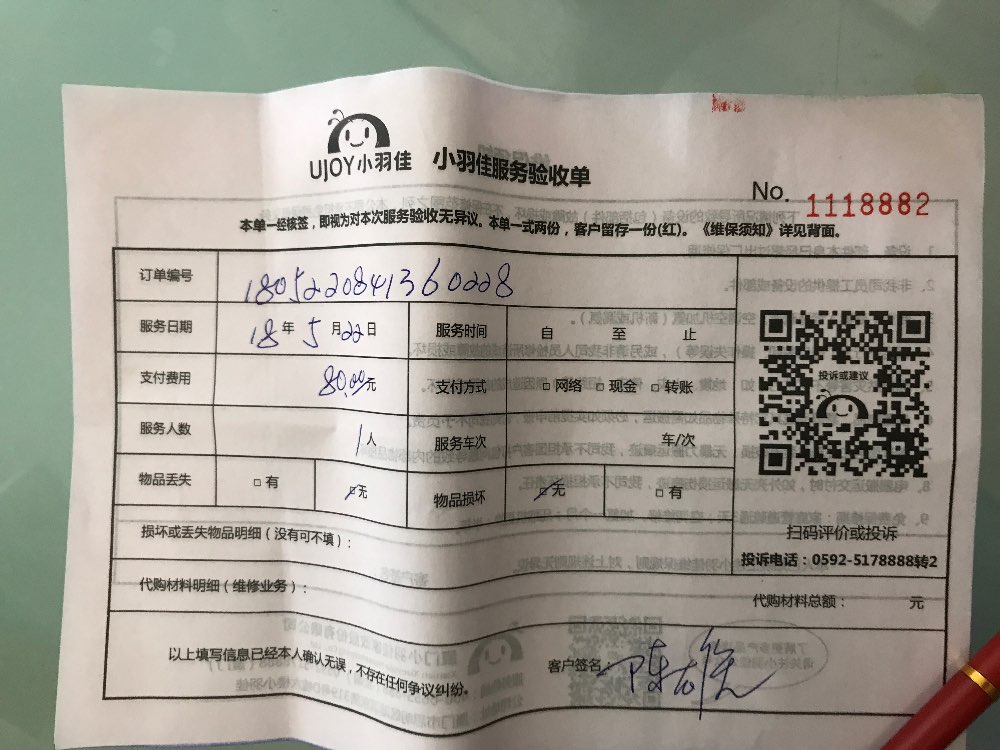 UJOY小羽佳 小羽佳服务验收单
No. 1118882
本单一经核签，即视为对本次服务验收无异议。本单一式两份，客户留存一份(红)。《维保须知》详见背面。
订单编号 1805220841360228
服务日期 18年5月22日 服务时间 自 至 止
支付费用 80.00元 支付方式 □网络 □现金 □转账
服务人数 1人 服务车次 车/次
物品丢失 □有 ☑无 物品损坏 ☑无 □有
投诉或建议
扫码评价或投诉
投诉电话：0592-5178888转2
损坏或丢失物品明细（没有可不填）：
代购材料明细（维修业务）：
代购材料总额： 元
以上填写信息已经本人确认无误，不存在任何争议纠纷。
客户签名